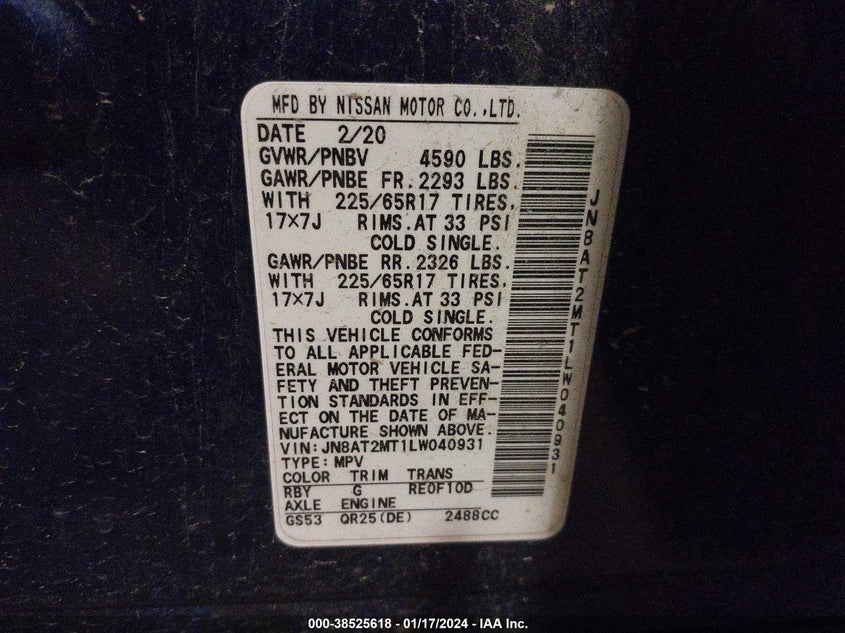 MFD BY NISSAN MOTOR CO.,LTD.
DATE 2/20
GVWR/PNBV 4590 LBS.
GAWR/PNBE FR.2293 LBS.
WITH 225/65R17 TIRES,
17×7J RIMS.AT 33 PSI
COLD SINGLE.
GAWR/PNBE RR.2326 LBS.
WITH 225/65R17 TIRES,
17×7J RIMS.AT 33 PSI
COLD SINGLE.
THIS VEHICLE CONFORMS
TO ALL APPLICABLE FED-
ERAL MOTOR VEHICLE SA-
FETY AND THEFT PREVEN-
TION STANDARDS IN EFF-
ECT ON THE DATE OF MA-
NUFACTURE SHOWN ABOVE.
VIN:JN8AT2MT1LW040931
TYPE:MPV
COLOR TRIM TRANS
RBY G RE0F10D
AXLE ENGINE
GS53 QR25(DE) 2488CC
JN8AT2MT1LW040931
000-38525618 - 01/17/2024 - IAA Inc.